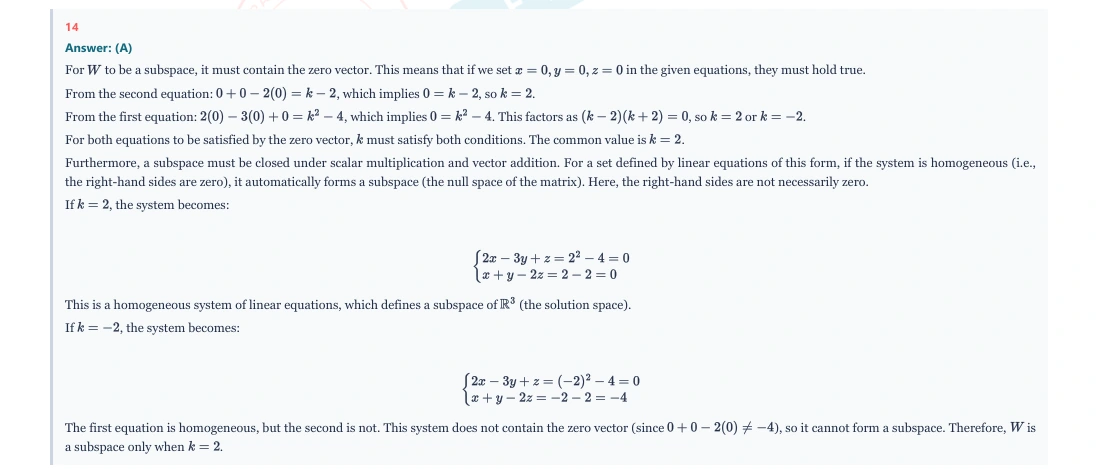 14
Answer: (A)
For W to be a subspace, it must contain the zero vector. This means that if we set x = 0, y = 0, z = 0 in the given equations, they must hold true.
From the second equation: 0 + 0 − 2(0) = k − 2, which implies 0 = k − 2, so k = 2.
From the first equation: 2(0) − 3(0) + 0 = k² − 4, which implies 0 = k² − 4. This factors as (k − 2)(k + 2) = 0, so k = 2 or k = −2.
For both equations to be satisfied by the zero vector, k must satisfy both conditions. The common value is k = 2.
Furthermore, a subspace must be closed under scalar multiplication and vector addition. For a set defined by linear equations of this form, if the system is homogeneous (i.e.,
the right-hand sides are zero), it automatically forms a subspace (the null space of the matrix). Here, the right-hand sides are not necessarily zero.
If k = 2, the system becomes:
2x − 3y + z = 2² − 4 = 0
x + y − 2z = 2 − 2 = 0
This is a homogeneous system of linear equations, which defines a subspace of ℝ³ (the solution space).
If k = −2, the system becomes:
2x − 3y + z = (−2)² − 4 = 0
x + y − 2z = −2 − 2 = −4
The first equation is homogeneous, but the second is not. This system does not contain the zero vector (since 0 + 0 − 2(0) ≠ −4), so it cannot form a subspace. Therefore, W is
a subspace only when k = 2.